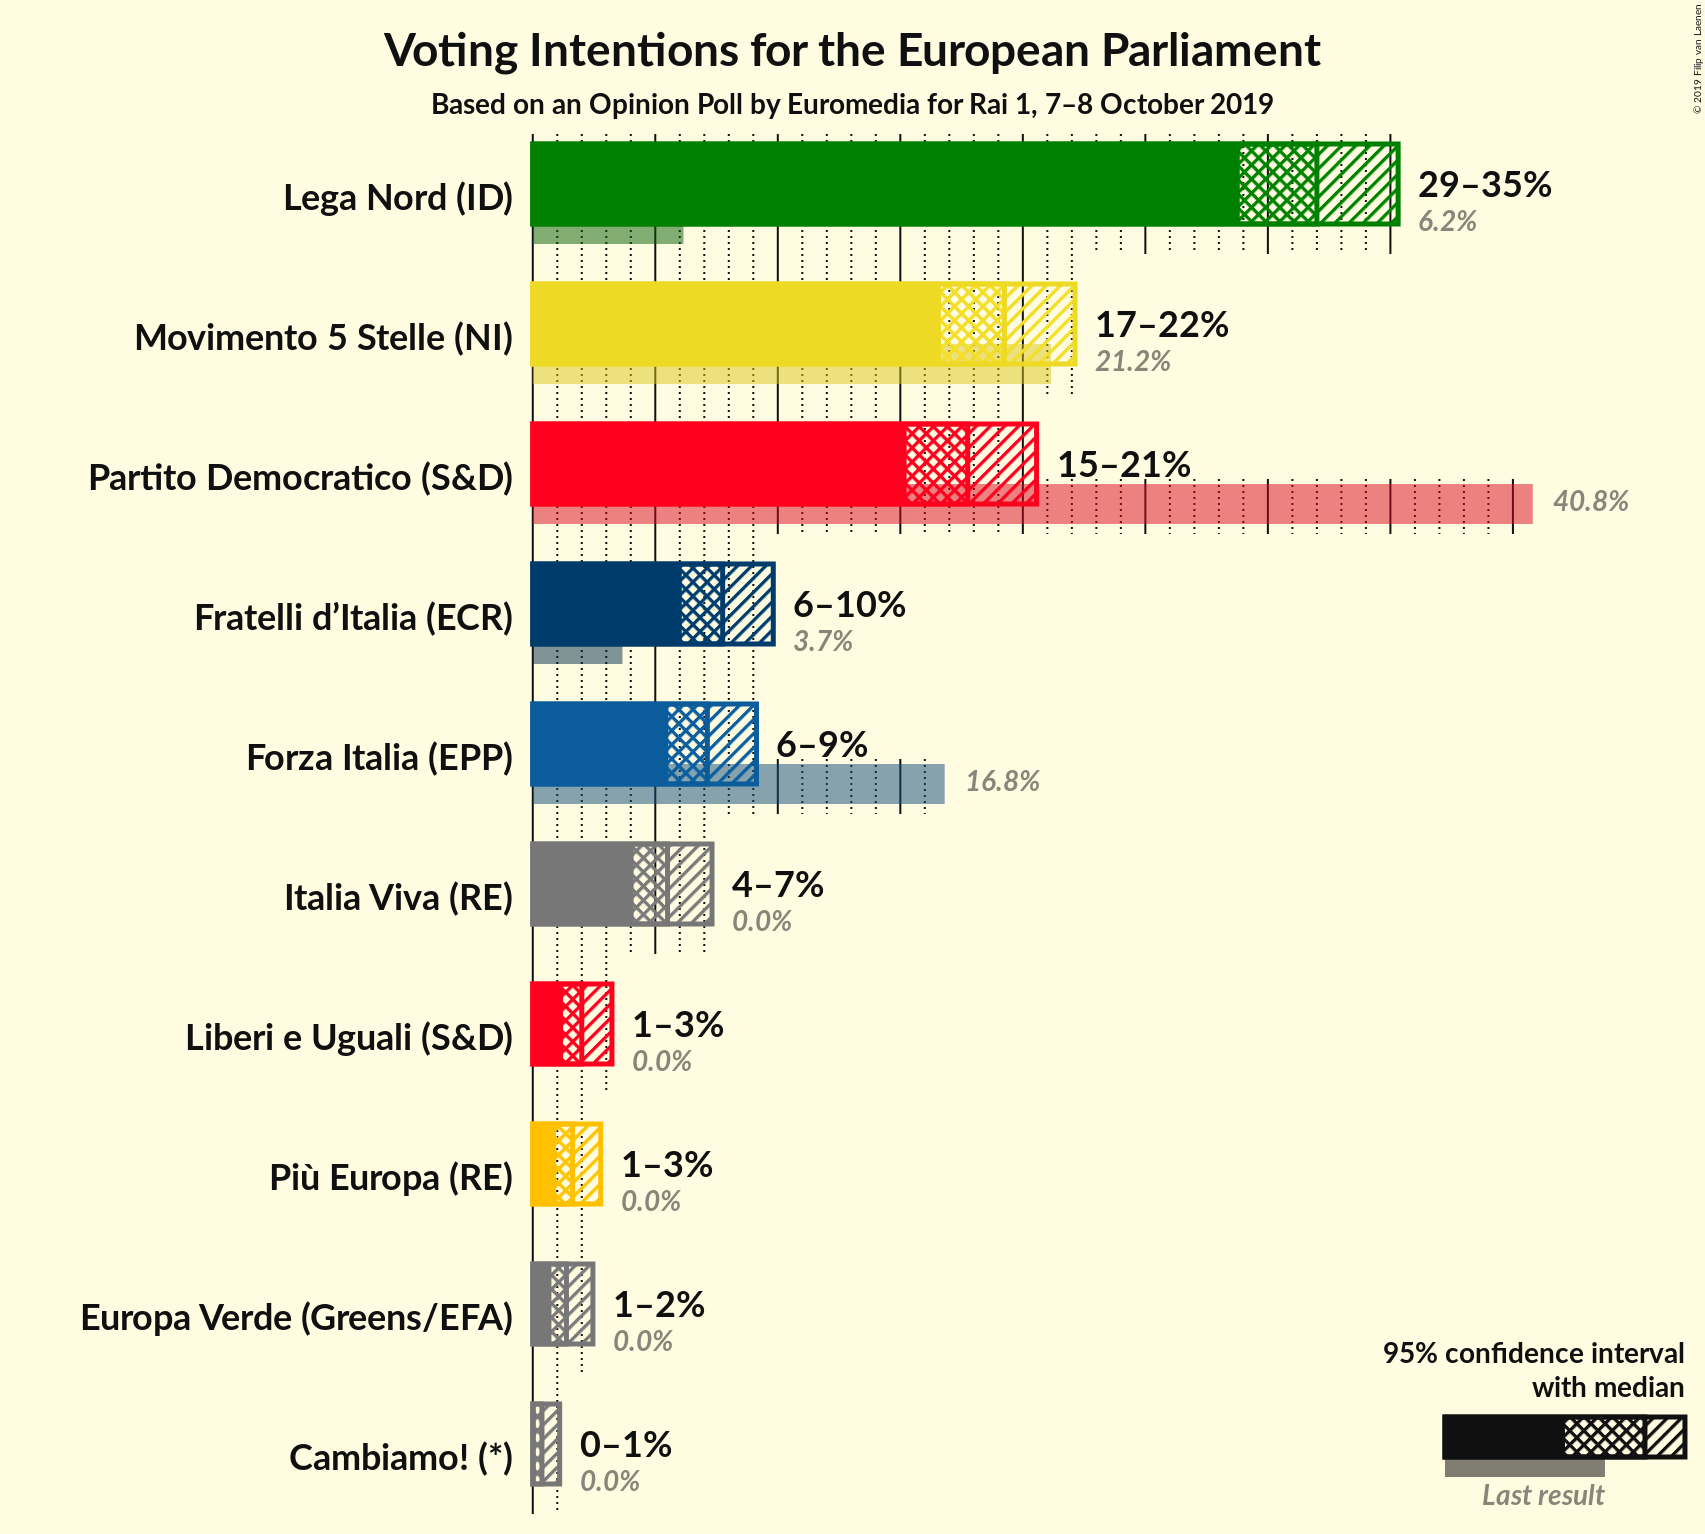 Voting Intentions for the European Parliament
Based on an Opinion Poll by Euromedia for Rai 1, 7–8 October 2019
© 2019 Filip van Laenen
Lega Nord (ID)
29–35%
6.2%
Movimento 5 Stelle (NI)
17–22%
21.2%
Partito Democratico (S&D)
15–21%
40.8%
Fratelli d’Italia (ECR)
6–10%
3.7%
Forza Italia (EPP)
6–9%
16.8%
Italia Viva (RE)
4–7%
0.0%
Liberi e Uguali (S&D)
1–3%
0.0%
Più Europa (RE)
1–3%
0.0%
Europa Verde (Greens/EFA)
1–2%
0.0%
Cambiamo! (*)
0–1%
0.0%
95% confidence interval
with median
Last result